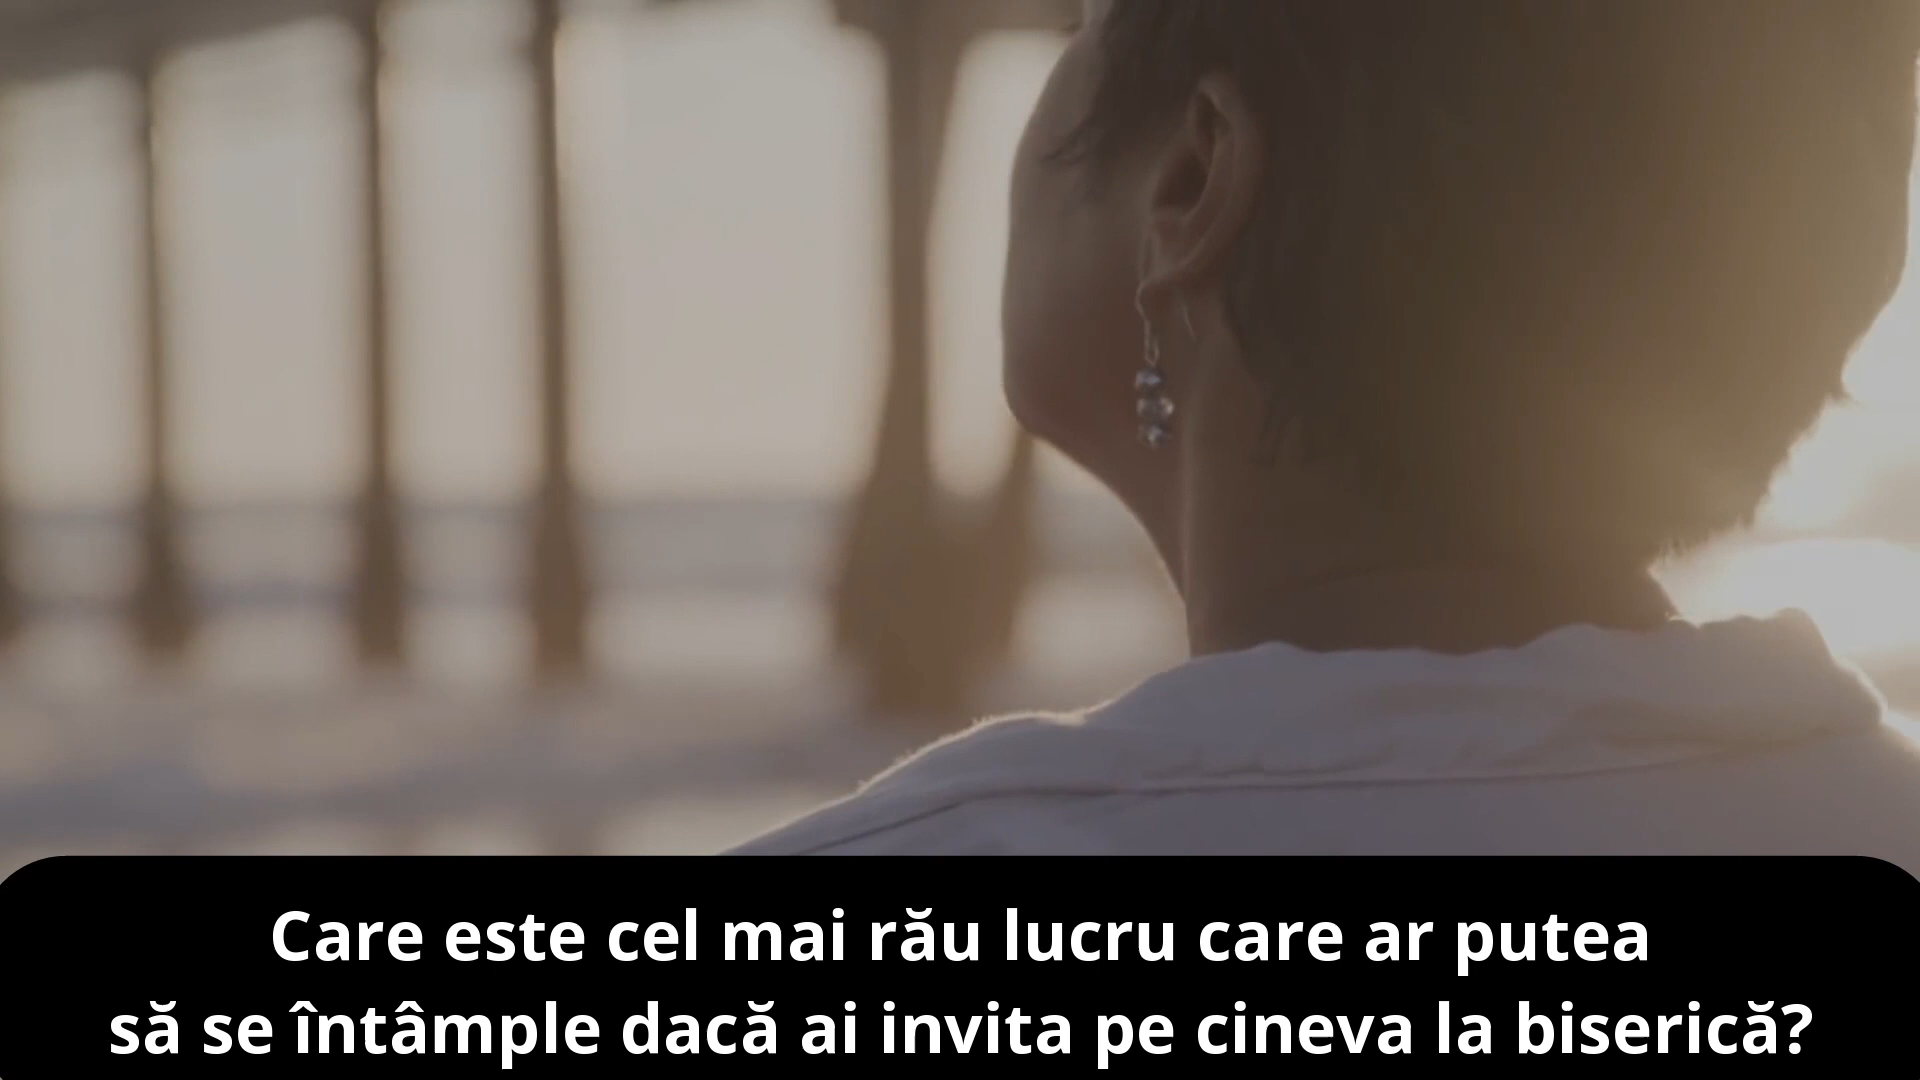 Care este cel mai rău lucru care ar putea
să se întâmple dacă ai invita pe cineva la biserică?